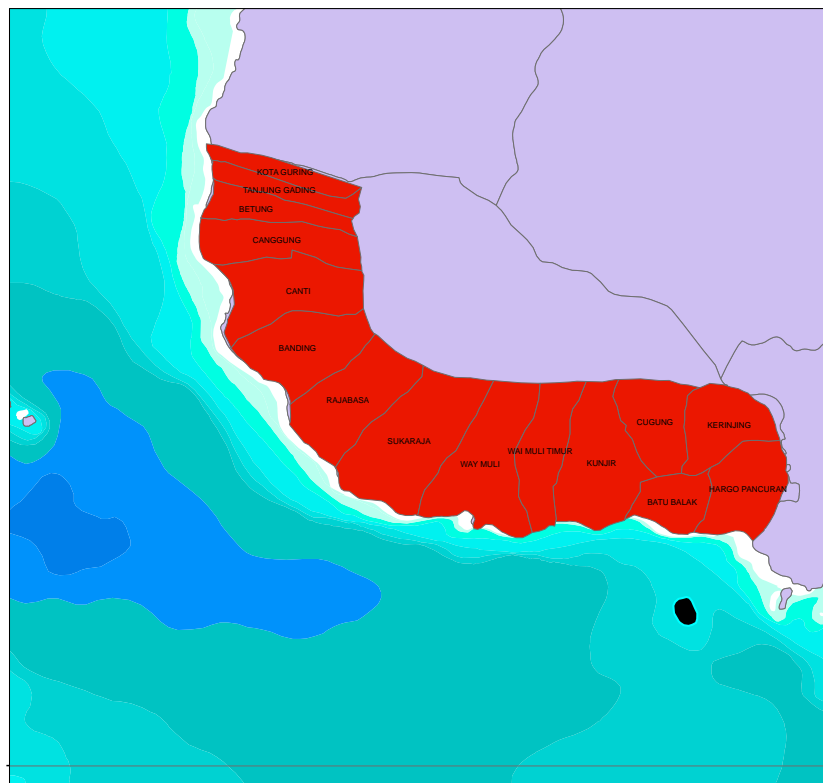 KOTA GURING
TANJUNG GADING
BETUNG
CANGGUNG
CANTI
BANDING
RAJABASA
SUKARAJA
WAY MULI
WAI MULI TIMUR
KUNJIR
CUGUNG
KERINJING
BATU BALAK
HARGO PANCURAN